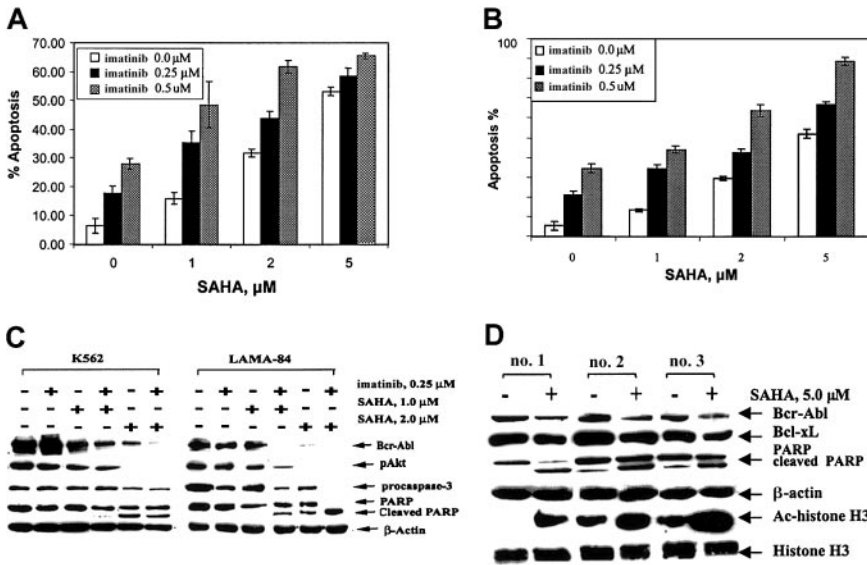 A
70.00
60.00
50.00
40.00
30.00
20.00
10.00
0.00
% Apoptosis
imatinib 0.0 µM
imatinib 0.25 µM
imatinib 0.5 uM
0 1 2 5
SAHA, µM
B
100
Apoptosis %
imatinib 0.0 µM
imatinib 0.25 µM
imatinib 0.5 uM
0 1 2 5
SAHA, µM
C
K562 LAMA-84
- + - + - + - + - + - + imatinib, 0.25 µM
- - + + - - - - + + - - SAHA, 1.0 µM
- - - - + + - - - - + + SAHA, 2.0 µM
Bcr-Abl
pAkt
procaspase-3
PARP
Cleaved PARP
β-Actin
D
no. 1 no. 2 no. 3
- + - + - + SAHA, 5.0 µM
Bcr-Abl
Bcl-xL
PARP
cleaved PARP
β-actin
Ac-histone H3
Histone H3